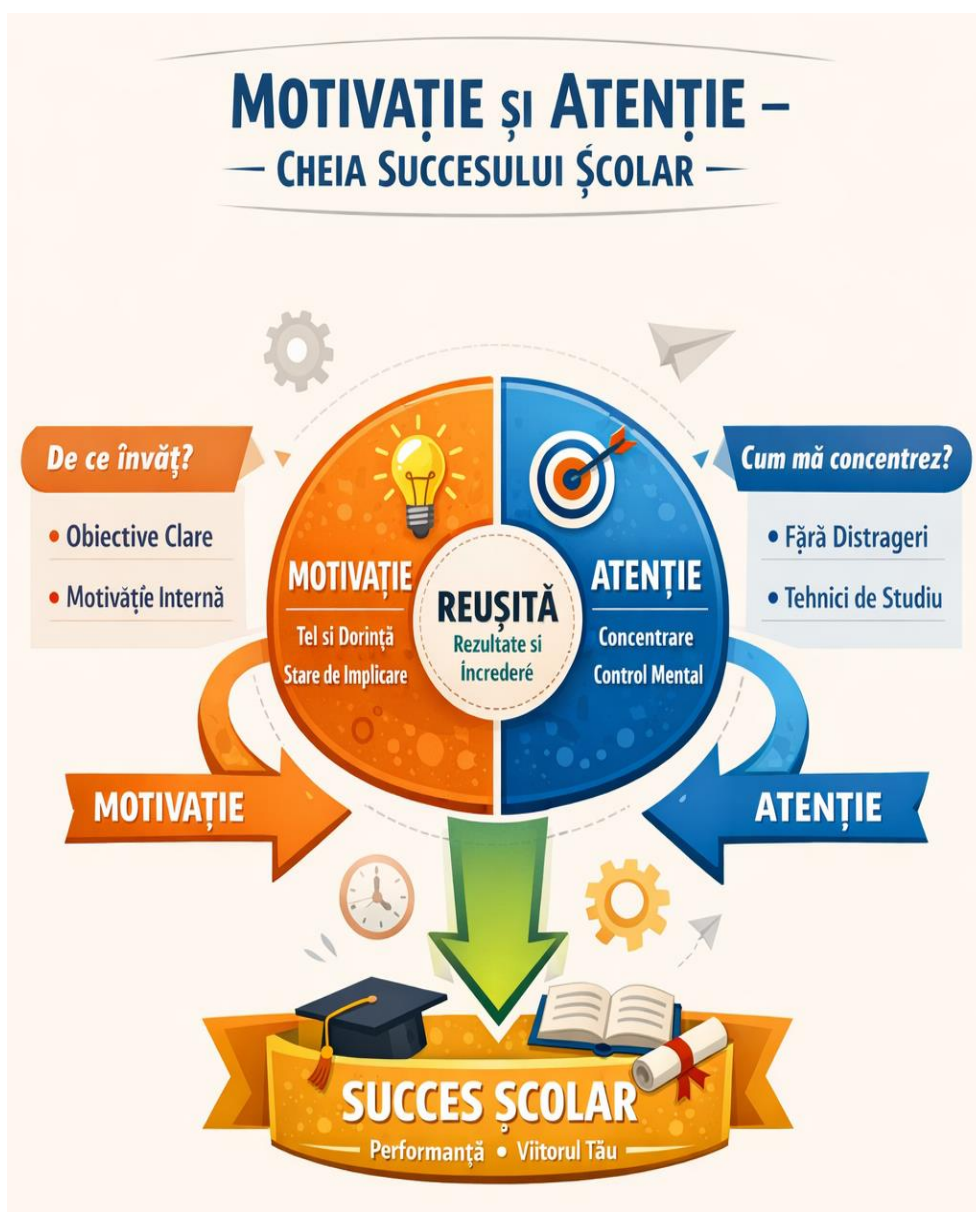 MOTIVAȚIE ȘI ATENȚIE –
– CHEIA SUCCESULUI ȘCOLAR –
De ce învăț?
• Obiective Clare
• Motivăție Internă
Cum mă concentrez?
• Fără Distrageri
• Tehnici de Studiu
MOTIVAȚIE
Tel si Dorință
Stare de Implicare
REUȘITĂ
Rezultate si
Încrederé
ATENȚIE
Concentrare
Control Mental
MOTIVAȚIE
ATENȚIE
SUCCES ȘCOLAR
Performanță • Viitorul Tău